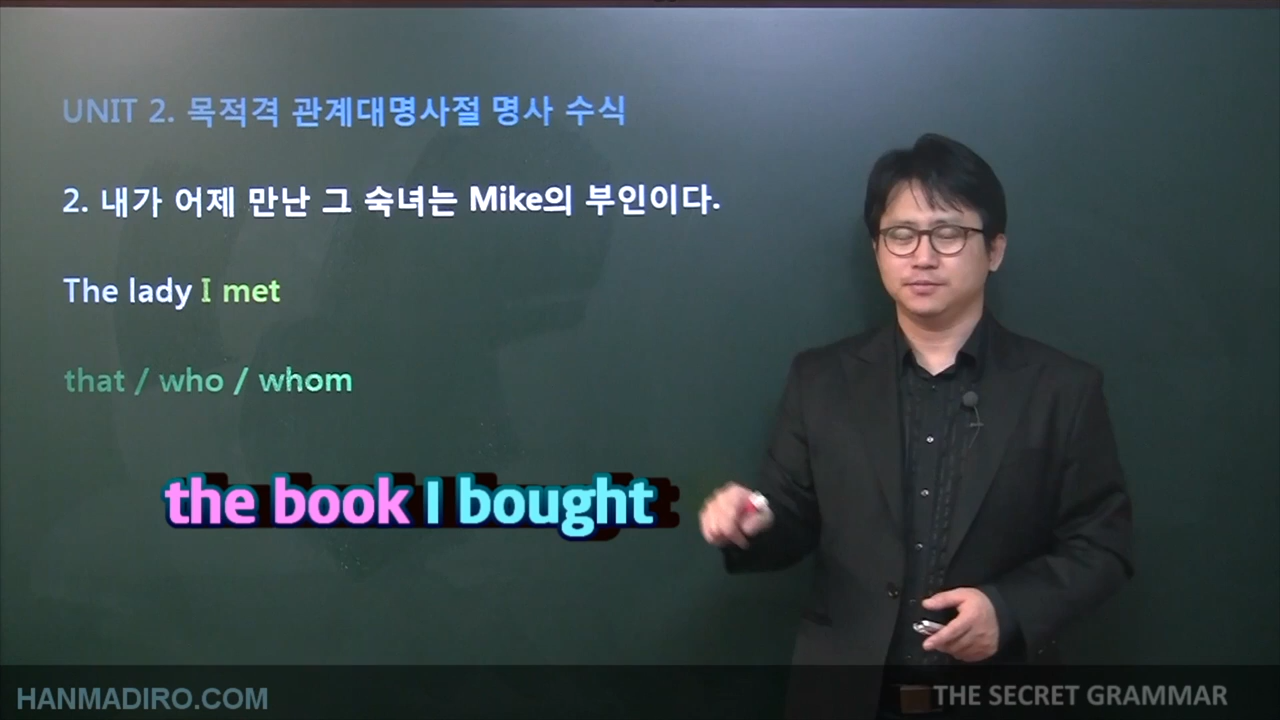 UNIT 2. 목적격 관계대명사절 명사 수식
2. 내가 어제 만난 그 숙녀는 Mike의 부인이다.
The lady I met
that / who / whom
the book I bought
HANMADIRO.COM
THE SECRET GRAMMAR